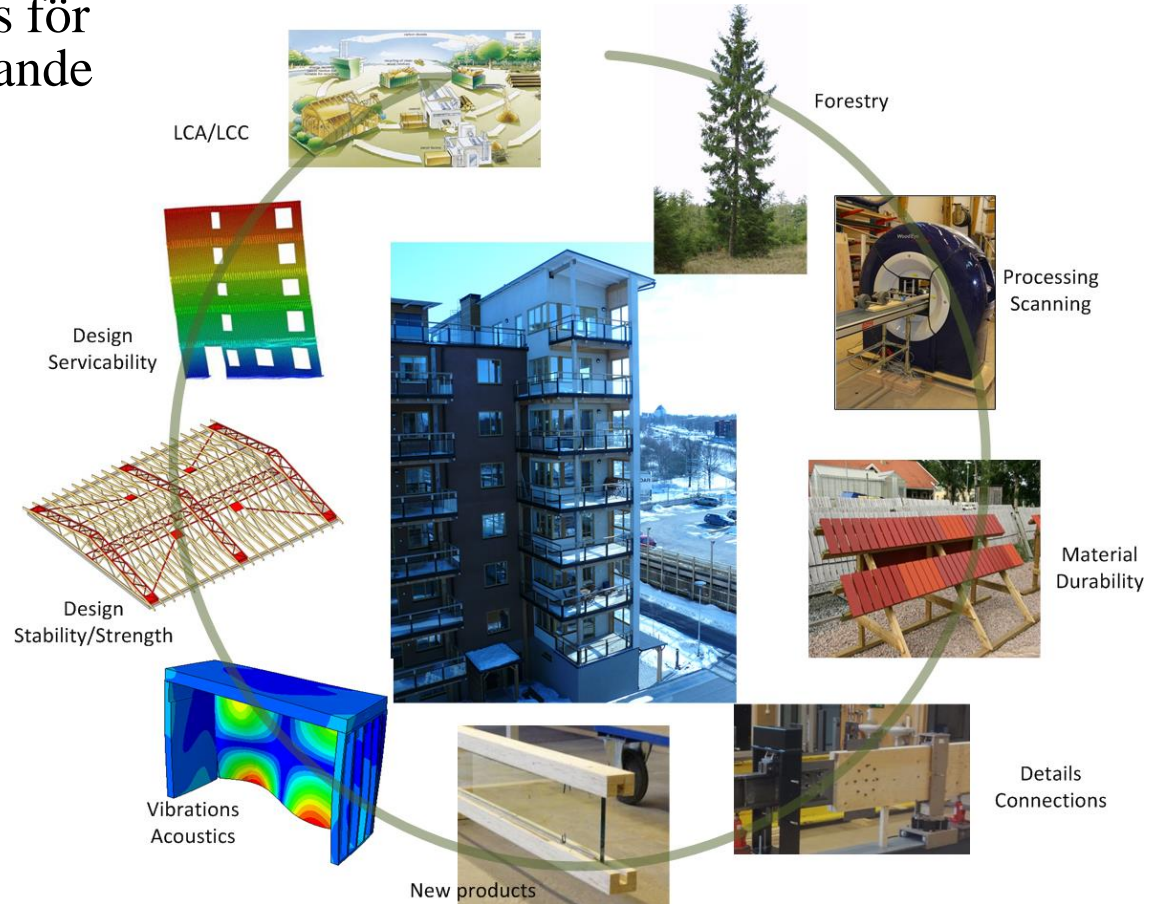 s för
ande
LCA/LCC
Forestry
Processing
Scanning
Design
Servicability
Material
Durability
Design
Stability/Strength
Details
Connections
Vibrations
Acoustics
New products